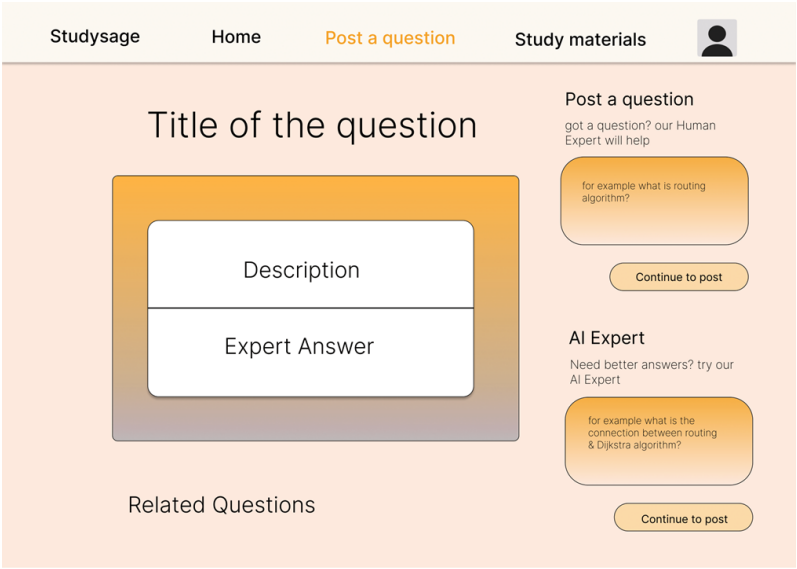 Studysage Home Post a question Study materials
Title of the question
Description
Expert Answer
Related Questions
Post a question
got a question? our Human
Expert will help
for example what is routing
algorithm?
Continue to post
AI Expert
Need better answers? try our
AI Expert
for example what is the
connection between routing
& Dijkstra algorithm?
Continue to post